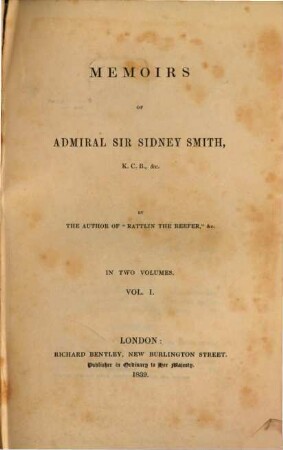 MEMOIRS
OF
ADMIRAL SIR SIDNEY SMITH,
K. C. B., &c.
BY
THE AUTHOR OF "RATTLIN THE REEFER," &c.
IN TWO VOLUMES.
VOL. I.
LONDON:
RICHARD BENTLEY, NEW BURLINGTON STREET.
Publisher in Ordinary to Her Majesty.
1839.